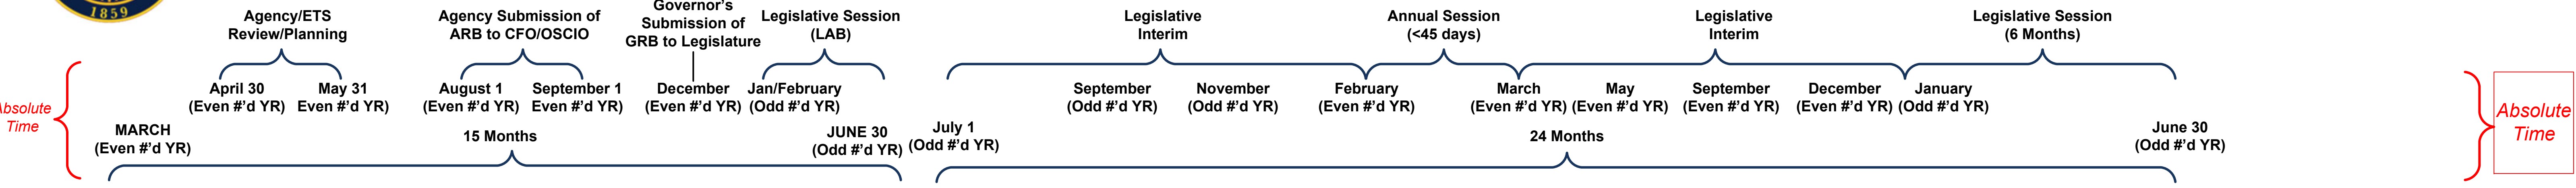 1859
Agency/ETS
Review/Planning
Agency Submission of
ARB to CFO/OSCIO
Governor's
Submission of
GRB to Legislature
Legislative Session
(LAB)
Legislative
Interim
Annual Session
(<45 days)
Legislative
Interim
Legislative Session
(6 Months)
Absolute
Time
April 30
(Even #'d YR)
May 31
Even #'d YR)
August 1
(Even #'d YR)
September 1
Even #'d YR)
December
(Even #'d YR)
Jan/February
(Odd #'d YR)
September
(Odd #'d YR)
November
(Odd #'d YR)
February
(Even #'d YR)
March
(Even #'d YR)
May
(Even #'d YR)
September
(Even #'d YR)
December
(Even #'d YR)
January
(Odd #'d YR)
Absolute
Time
MARCH
(Even #'d YR)
15 Months
JUNE 30
(Odd #'d YR)
July 1
(Odd #'d YR)
24 Months
June 30
(Odd #'d YR)